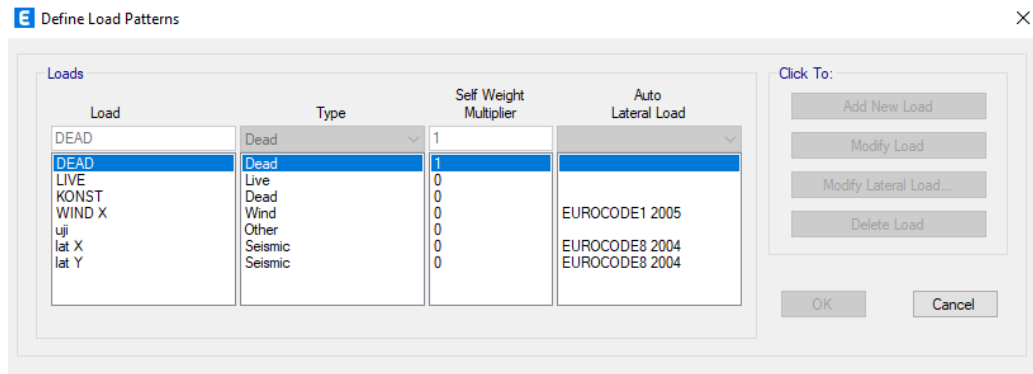 E Define Load Patterns
Loads
Click To:
Load Type Self Weight Multiplier Auto Lateral Load
DEAD Dead 1
DEAD Dead 1
LIVE Live 0
KONST Dead 0
WIND X Wind 0 EUROCODE1 2005
uji Other 0
lat X Seismic 0 EUROCODE8 2004
lat Y Seismic 0 EUROCODE8 2004
Add New Load
Modify Load
Modify Lateral Load...
Delete Load
OK Cancel